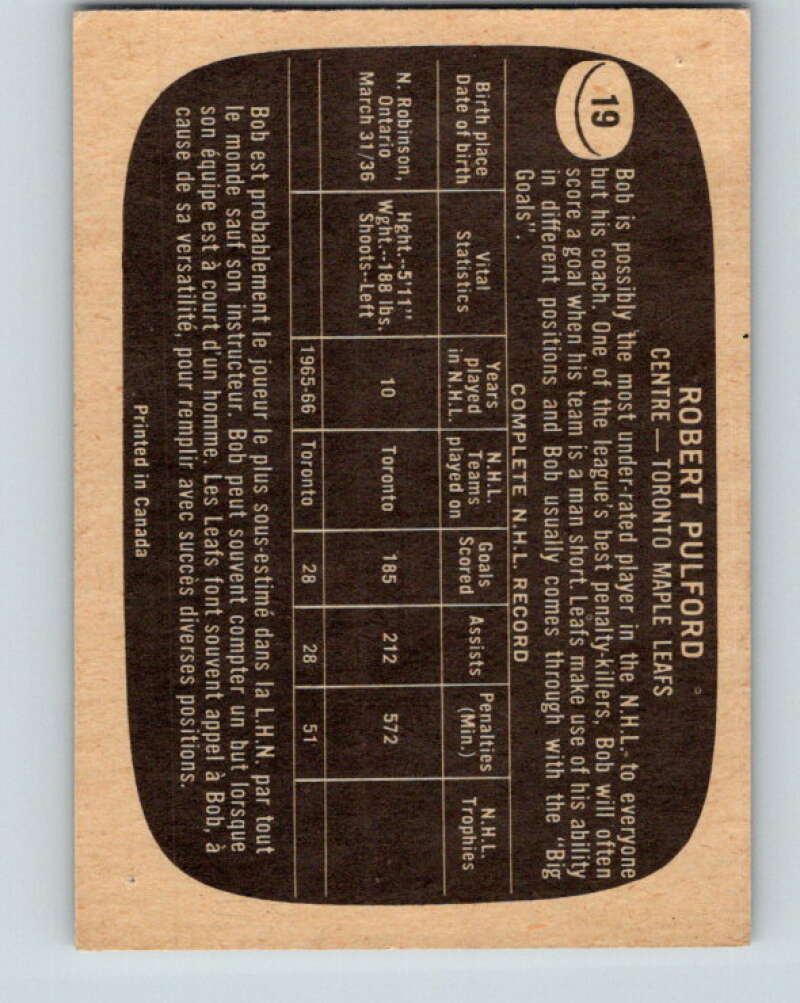 19
ROBERT PULFORD
CENTRE — TORONTO MAPLE LEAFS
Bob is possibly the most under-rated player in the N.H.L. to everyone
but his coach. One of the league's best penalty-killers. Bob will often
score a goal when his team is a man short. Leafs make use of his ability
in different positions and Bob usually comes through with the "Big
Goals".
COMPLETE N.H.L. RECORD
Birth place
Date of birth
Vital
Statistics
Years
played
in N.H.L.
N.H.L.
Teams
played on
Goals
Scored
Assists
Penalties
(Min.)
N.H.L.
Trophies
N. Robinson,
Ontario
March 31/36
Hght.--5'11"
Wght.--188 lbs.
Shoots--Left
10
Toronto
185
212
572
1965-66
Toronto
28
28
51
Bob est probablement le joueur le plus sous-estimé dans la L.H.N. par tout
le monde sauf son instructeur. Bob peut souvent compter un but lorsque
son équipe est à court d'un homme. Les Leafs font souvent appel à Bob, à
cause de sa versatilité, pour remplir avec succès diverses positions.
Printed in Canada